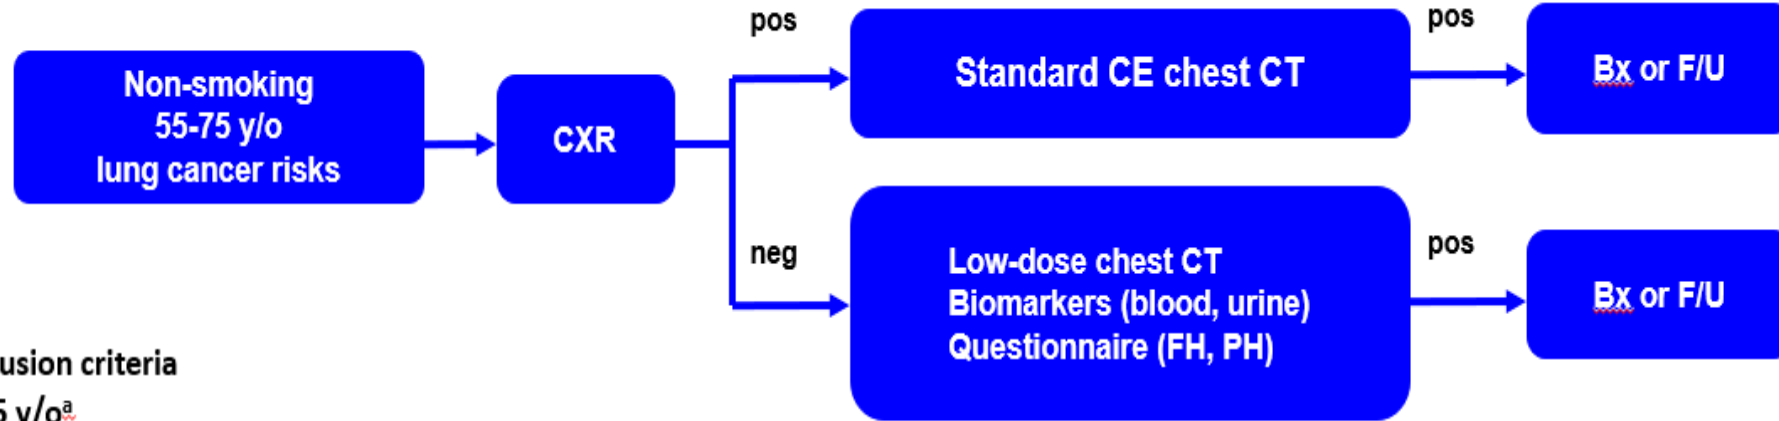 Non-smoking
55-75 y/o
lung cancer risks
CXR
pos
Standard CE chest CT
pos
Bx or F/U
neg
Low-dose chest CT
Biomarkers (blood, urine)
Questionnaire (FH, PH)
pos
Bx or F/U
criteria
y/oª